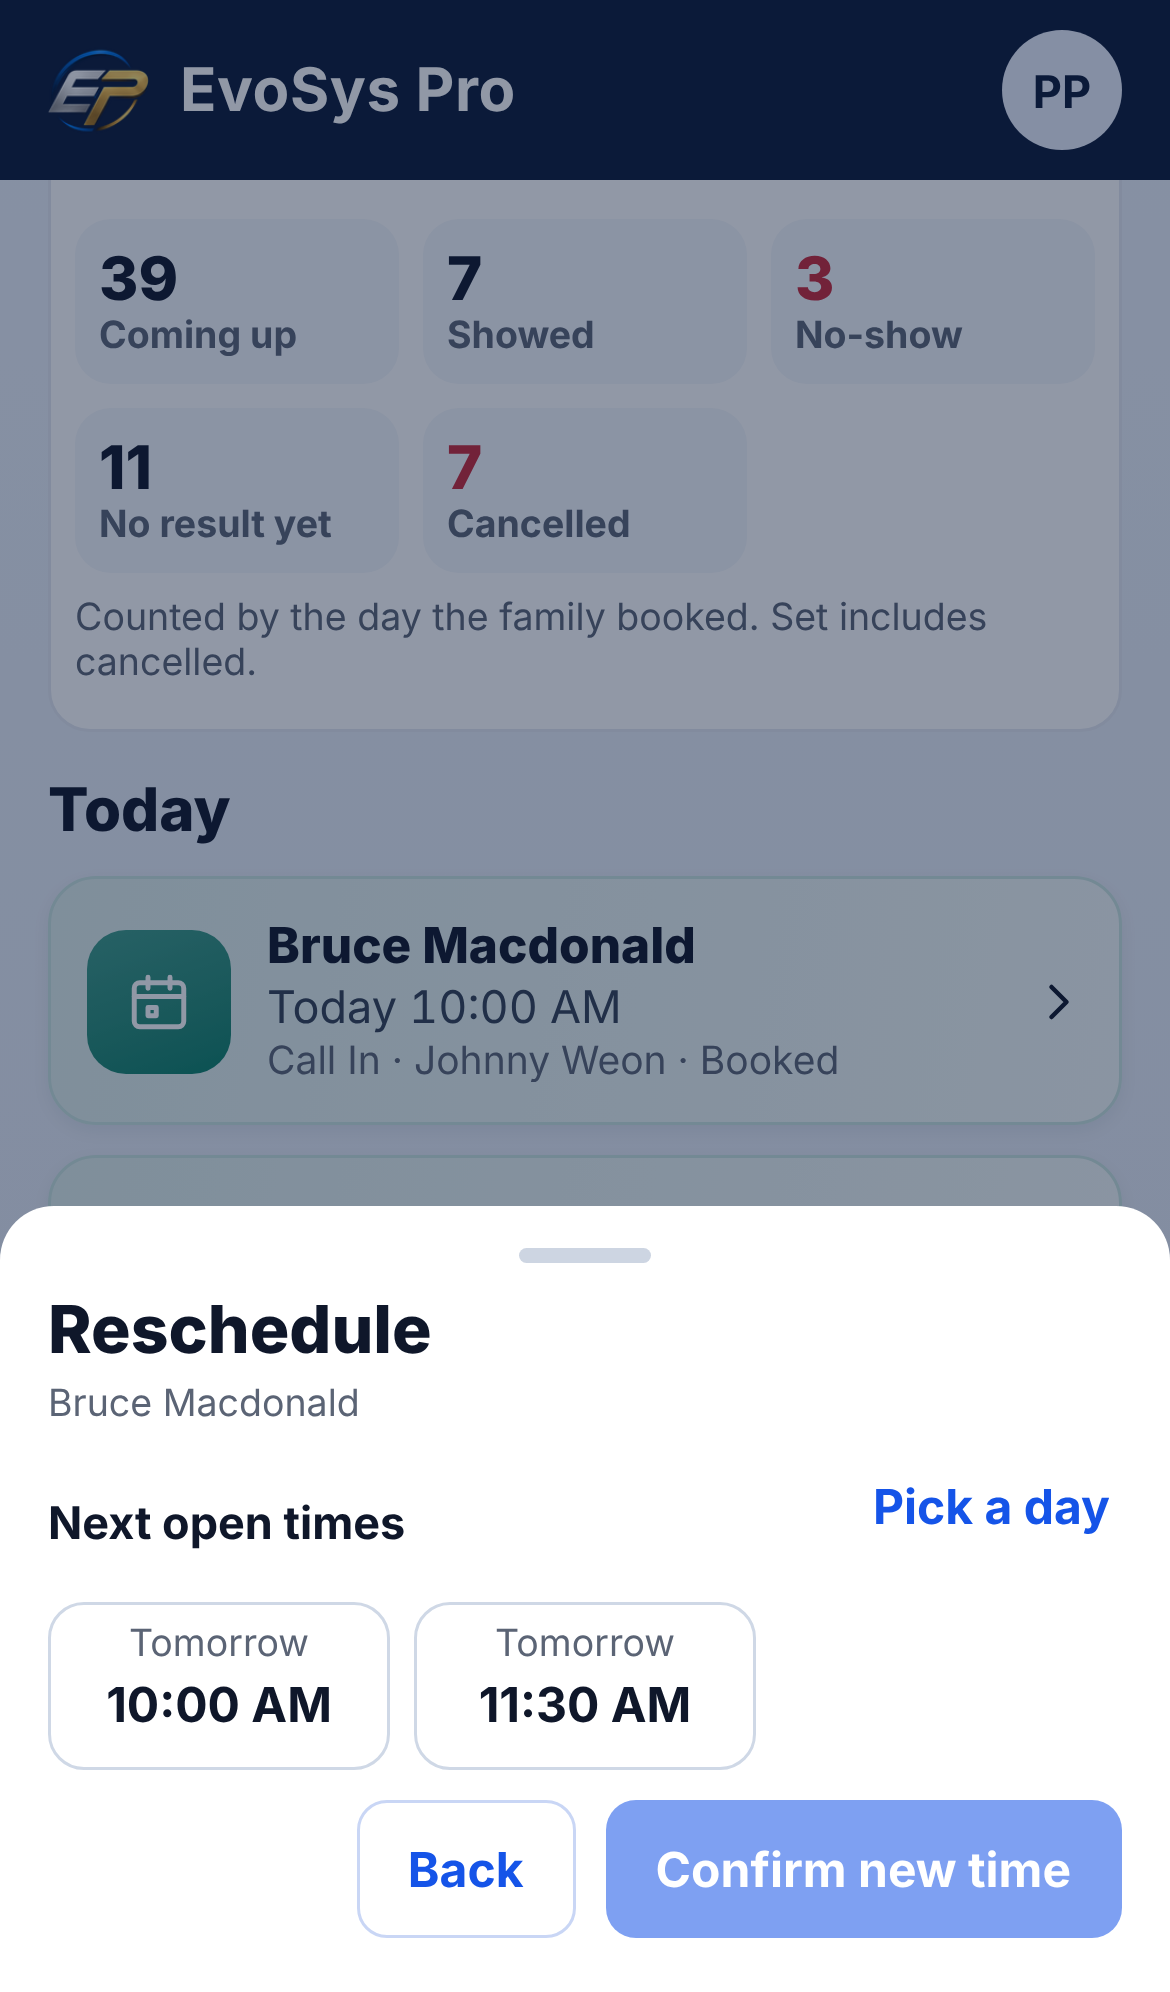 EP
EvoSys Pro
PP
39
Coming up
7
Showed
3
No-show
11
No result yet
7
Cancelled
Counted by the day the family booked. Set includes
cancelled.
Today
Bruce Macdonald
Today 10:00 AM
Call In · Johnny Weon · Booked
Reschedule
Bruce Macdonald
Next open times
Pick a day
Tomorrow
10:00 AM
Tomorrow
11:30 AM
Back
Confirm new time